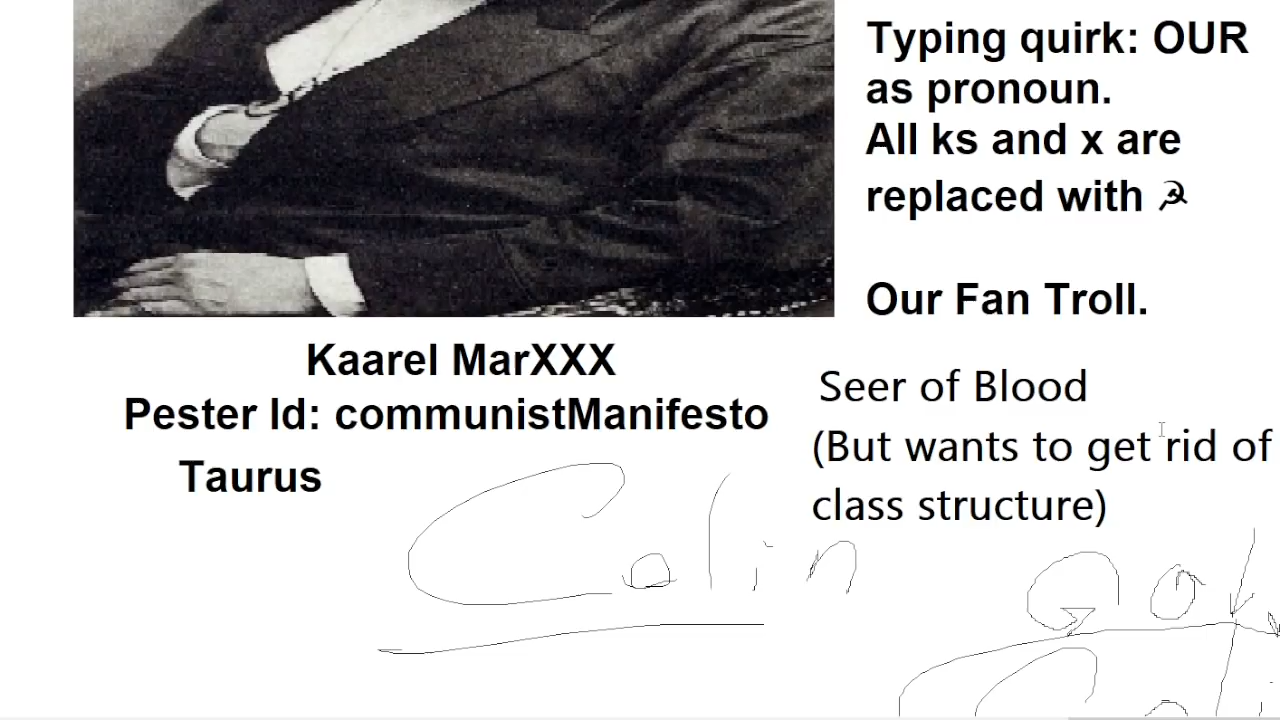 Typing quirk: OUR
as pronoun.
All ks and x are
replaced with ☭
Our Fan Troll.
Kaarel MarXXX
Pester Id: communistManifesto
Taurus
Seer of Blood
(But wants to get rid of
class structure)
Colin